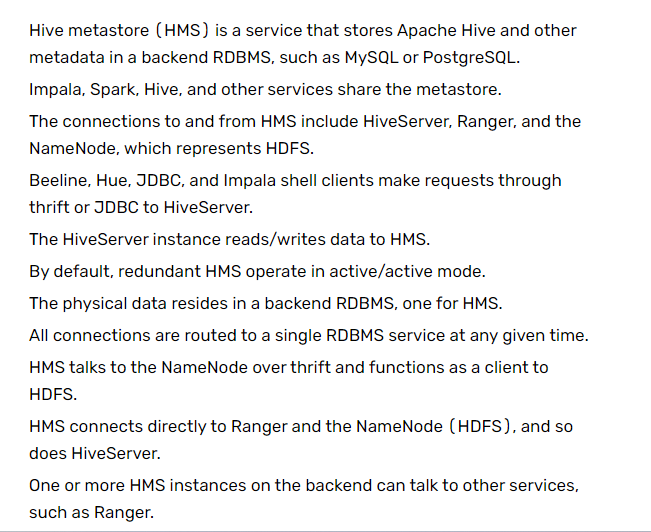 Hive metastore (HMS) is a service that stores Apache Hive and other
metadata in a backend RDBMS, such as MySQL or PostgreSQL.
Impala, Spark, Hive, and other services share the metastore.
The connections to and from HMS include HiveServer, Ranger, and the
NameNode, which represents HDFS.
Beeline, Hue, JDBC, and Impala shell clients make requests through
thrift or JDBC to HiveServer.
The HiveServer instance reads/writes data to HMS.
By default, redundant HMS operate in active/active mode.
The physical data resides in a backend RDBMS, one for HMS.
All connections are routed to a single RDBMS service at any given time.
HMS talks to the NameNode over thrift and functions as a client to
HDFS.
HMS connects directly to Ranger and the NameNode (HDFS), and so
does HiveServer.
One or more HMS instances on the backend can talk to other services,
such as Ranger.